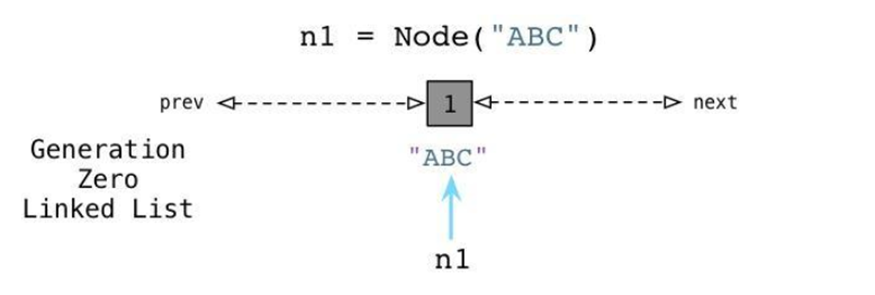 n1 = Node("ABC")
prev 1 next
Generation
Zero
Linked List
"ABC"
n1